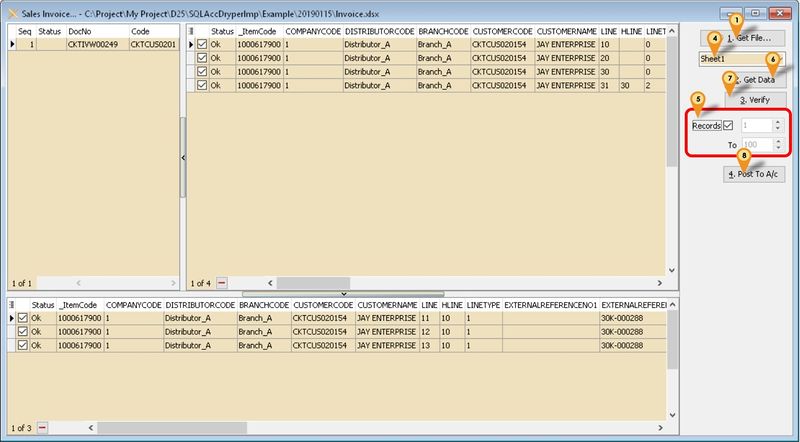 Sales Invoice... - C:\Project\My Project\D25\SQLAccDryperImp\Example\20190115\Invoice.xlsx
Seq Status DocNo Code
1 CKTIVW00249 CKTCUS0201
1 of 1
Status _ItemCode COMPANYCODE DISTRIBUTORCODE BRANCHCODE CUSTOMERCODE CUSTOMERNAME LINE HLINE LINET
Ok 1000617900 1 Distributor_A Branch_A CKTCUS020154 JAY ENTERPRISE 10 0
Ok 1000617900 1 Distributor_A Branch_A CKTCUS020154 JAY ENTERPRISE 20 0
Ok 1000617900 1 Distributor_A Branch_A CKTCUS020154 JAY ENTERPRISE 30 0
Ok 1000617900 1 Distributor_A Branch_A CKTCUS020154 JAY ENTERPRISE 31 30 2
1 of 4
1
1. Get File...
4
Sheet1
6
Get Data
7
3. Verify
5
Records 1
To 100
8
4. Post To A/c
Status _ItemCode COMPANYCODE DISTRIBUTORCODE BRANCHCODE CUSTOMERCODE CUSTOMERNAME LINE HLINE LINETYPE EXTERNALREFERENCENO1 EXTERNALREFERE
Ok 1000617900 1 Distributor_A Branch_A CKTCUS020154 JAY ENTERPRISE 11 10 1 30K-000288
Ok 1000617900 1 Distributor_A Branch_A CKTCUS020154 JAY ENTERPRISE 12 10 1 30K-000288
Ok 1000617900 1 Distributor_A Branch_A CKTCUS020154 JAY ENTERPRISE 13 10 1 30K-000288
1 of 3